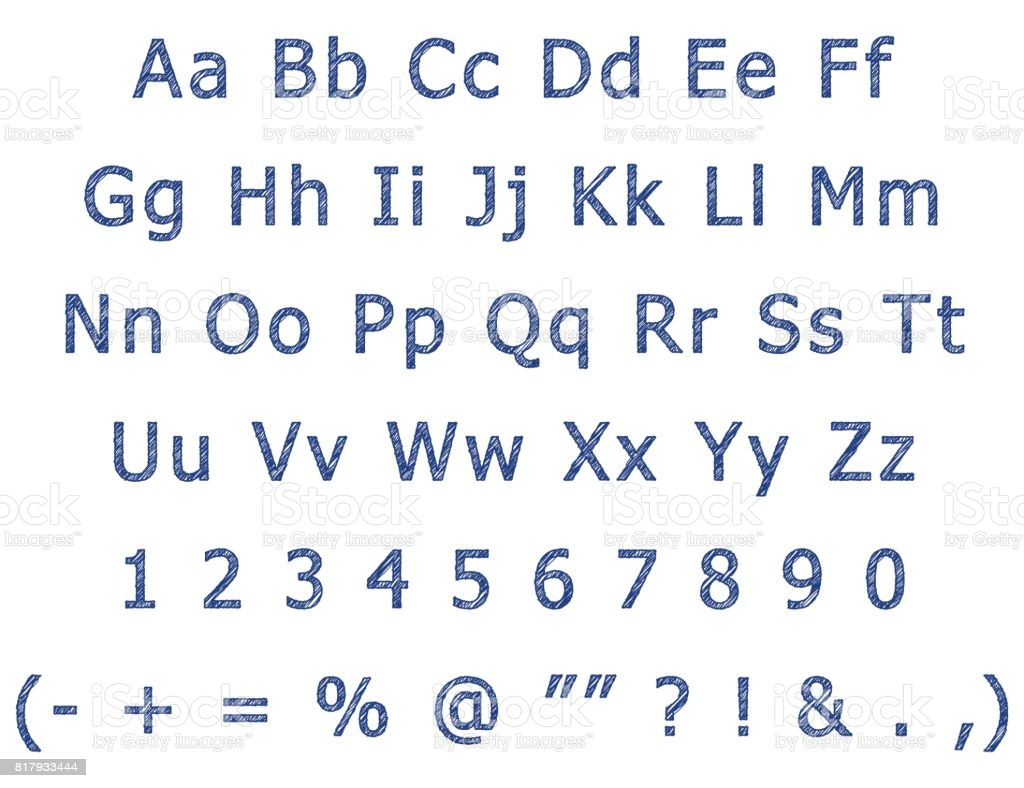 Aa Bb Cc Dd Ee Ff
Gg Hh Ii Jj Kk Ll Mm
Nn Oo Pp Qq Rr Ss Tt
Uu Vv Ww Xx Yy Zz
1 2 3 4 5 6 7 8 9 0
(- + = % @ "" ? ! & . ,)
iStock
by Getty Images™
817933444